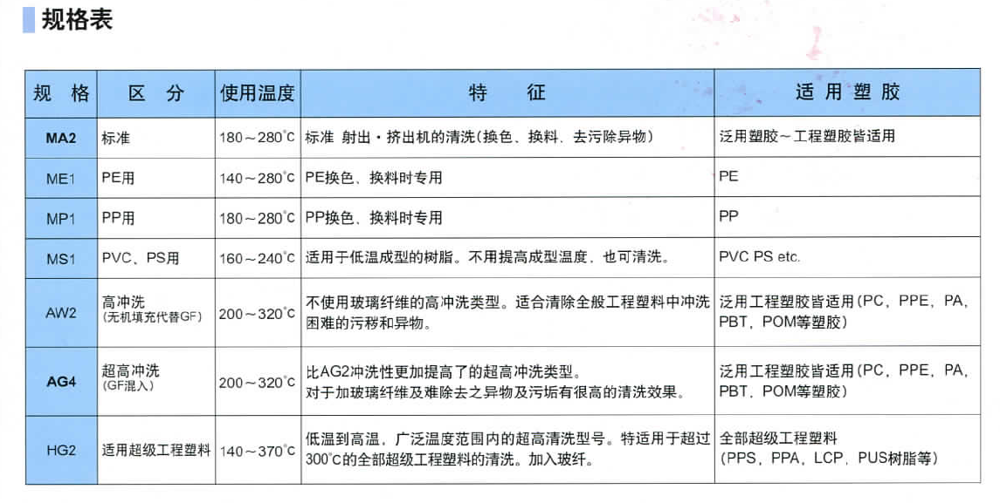 规格表
规 格 区 分 使用温度 特 征 适 用 塑 胶
MA2 标准 180~280℃ 标准 射出·挤出机的清洗(换色、换料、去污除异物) 泛用塑胶~工程塑胶皆适用
ME1 PE用 140~280℃ PE换色、换料时专用 PE
MP1 PP用 180~280℃ PP换色、换料时专用 PP
MS1 PVC、PS用 160~240℃ 适用于低温成型的树脂。不用提高成型温度，也可清洗。 PVC PS etc.
AW2 高冲洗
(无机填充代替GF) 200~320℃ 不使用玻璃纤维的高冲洗类型。适合清除全般工程塑料中冲洗
困难的污秽和异物。 泛用工程塑胶皆适用(PC，PPE，PA，
PBT，POM等塑胶)
AG4 超高冲洗
(GF混入) 200~320℃ 比AG2冲洗性更加提高了的超高冲洗类型。
对于加玻璃纤维及难除去之异物及污垢有很高的清洗效果。 泛用工程塑胶皆适用(PC，PPE，PA，
PBT，POM等塑胶)
HG2 适用超级工程塑料 140~370℃ 低温到高温，广泛温度范围内的超高清洗型号。特适用于超过
300℃的全部超级工程塑料的清洗。加入玻纤。 全部超级工程塑料
(PPS，PPA，LCP，PUS树脂等)